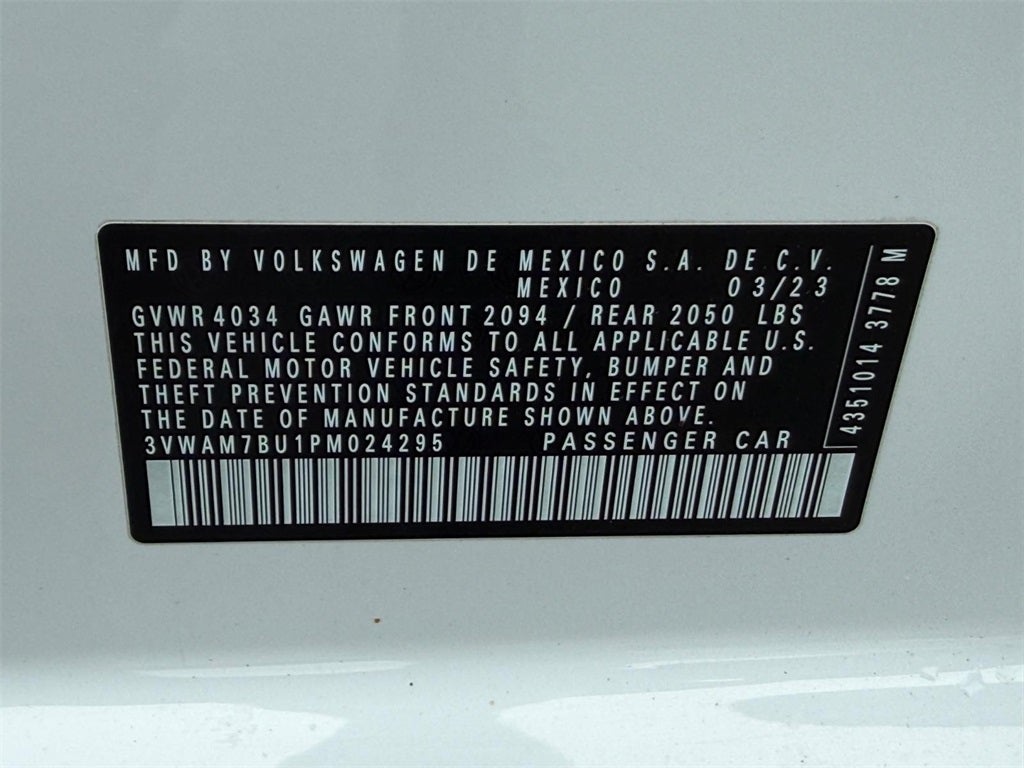 MFD BY VOLKSWAGEN DE MEXICO S.A. DE C.V.
MEXICO 03/23
GVWR 4034 GAWR FRONT 2094 / REAR 2050 LBS
THIS VEHICLE CONFORMS TO ALL APPLICABLE U.S.
FEDERAL MOTOR VEHICLE SAFETY, BUMPER AND
THEFT PREVENTION STANDARDS IN EFFECT ON
THE DATE OF MANUFACTURE SHOWN ABOVE.
3VWAM7BU1PM024295 PASSENGER CAR
4351014 3778 M